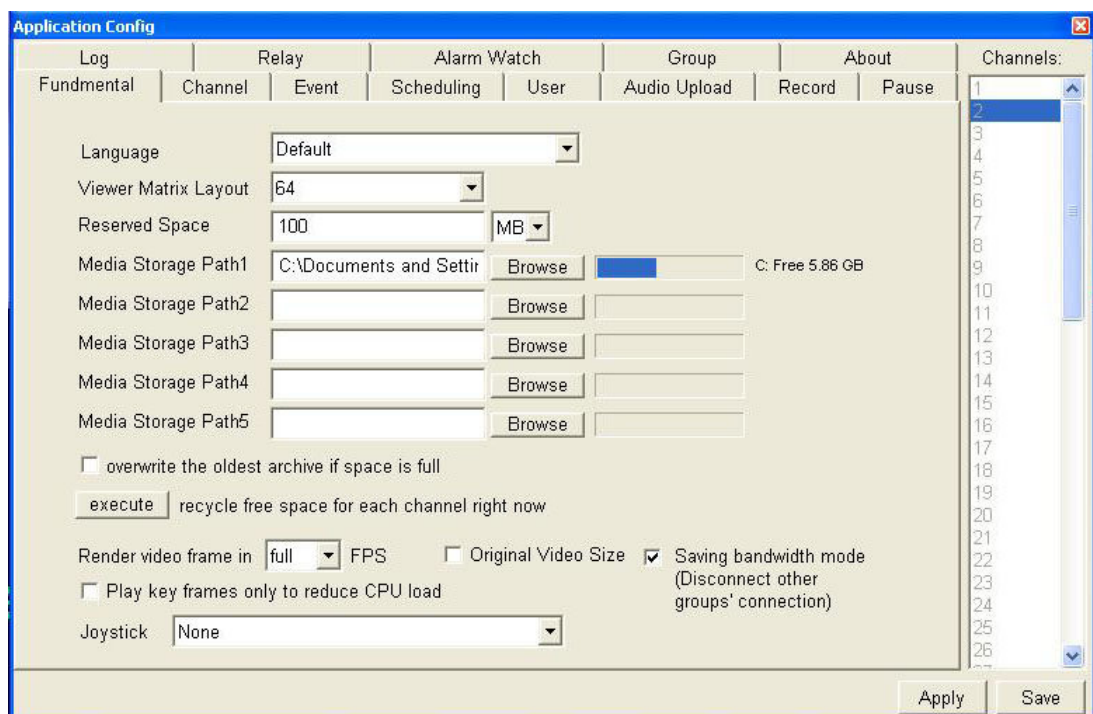 Application Config
Log Relay Alarm Watch Group About
Fundmental Channel Event Scheduling User Audio Upload Record Pause
Language Default
Viewer Matrix Layout 64
Reserved Space 100 MB
Media Storage Path1 C:\Documents and Settir Browse C: Free 5.86 GB
Media Storage Path2 Browse
Media Storage Path3 Browse
Media Storage Path4 Browse
Media Storage Path5 Browse
overwrite the oldest archive if space is full
execute recycle free space for each channel right now
Render video frame in full FPS Original Video Size Saving bandwidth mode
(Disconnect other
groups' connection)
Play key frames only to reduce CPU load
Joystick None
Channels:
1
2
3
4
5
6
7
8
9
10
11
12
13
14
15
16
17
18
19
20
21
22
23
24
25
26
Apply Save